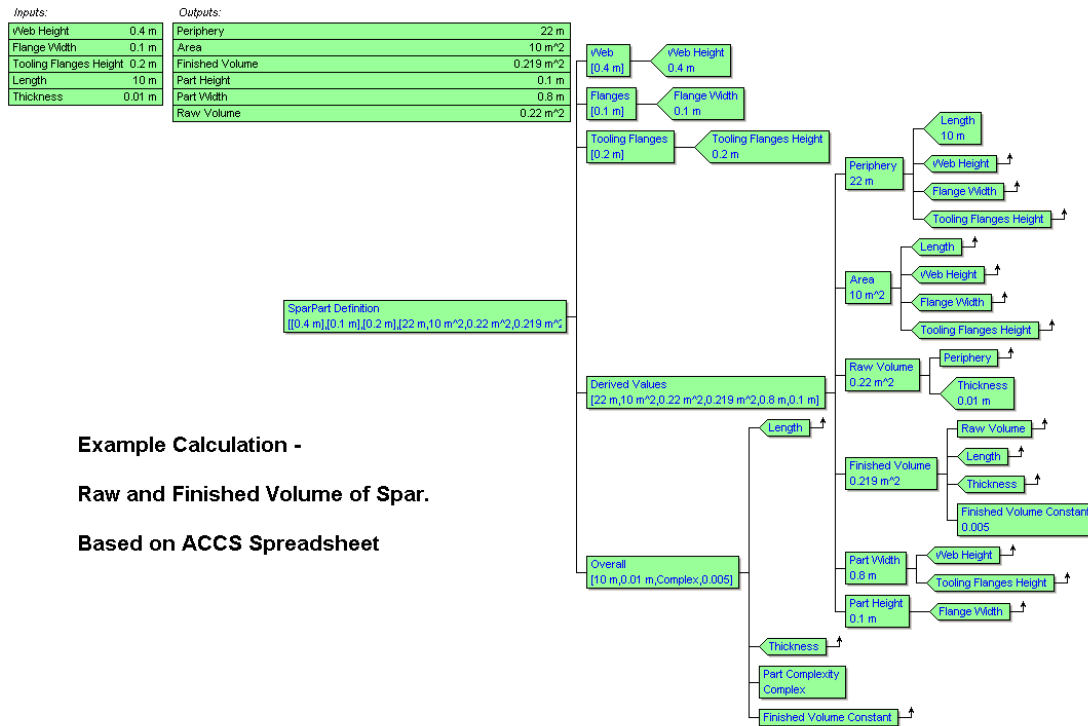 Inputs:
Web Height 0.4 m
Flange Width 0.1 m
Tooling Flanges Height 0.2 m
Length 10 m
Thickness 0.01 m
Outputs:
Periphery 22 m
Area 10 m^2
Finished Volume 0.219 m^2
Part Height 0.1 m
Part Width 0.8 m
Raw Volume 0.22 m^2
SparPart Definition
[[0.4 m],[0.1 m],[0.2 m],[22 m,10 m^2,0.22 m^2,0.219 m^2
Web
[0.4 m]
Web Height
0.4 m
Flanges
[0.1 m]
Flange Width
0.1 m
Tooling Flanges
[0.2 m]
Tooling Flanges Height
0.2 m
Derived Values
[22 m,10 m^2,0.22 m^2,0.219 m^2,0.8 m,0.1 m]
Periphery
22 m
Length
10 m
Web Height
Flange Width
Tooling Flanges Height
Area
10 m^2
Length
Web Height
Flange Width
Tooling Flanges Height
Raw Volume
0.22 m^2
Periphery
Thickness
0.01 m
Finished Volume
0.219 m^2
Raw Volume
Length
Thickness
Finished Volume Constant
0.005
Part Width
0.8 m
Web Height
Tooling Flanges Height
Part Height
0.1 m
Flange Width
Overall
[10 m,0.01 m,Complex,0.005]
Length
Thickness
Part Complexity
Complex
Finished Volume Constant
Example Calculation -
Raw and Finished Volume of Spar.
Based on ACCS Spreadsheet